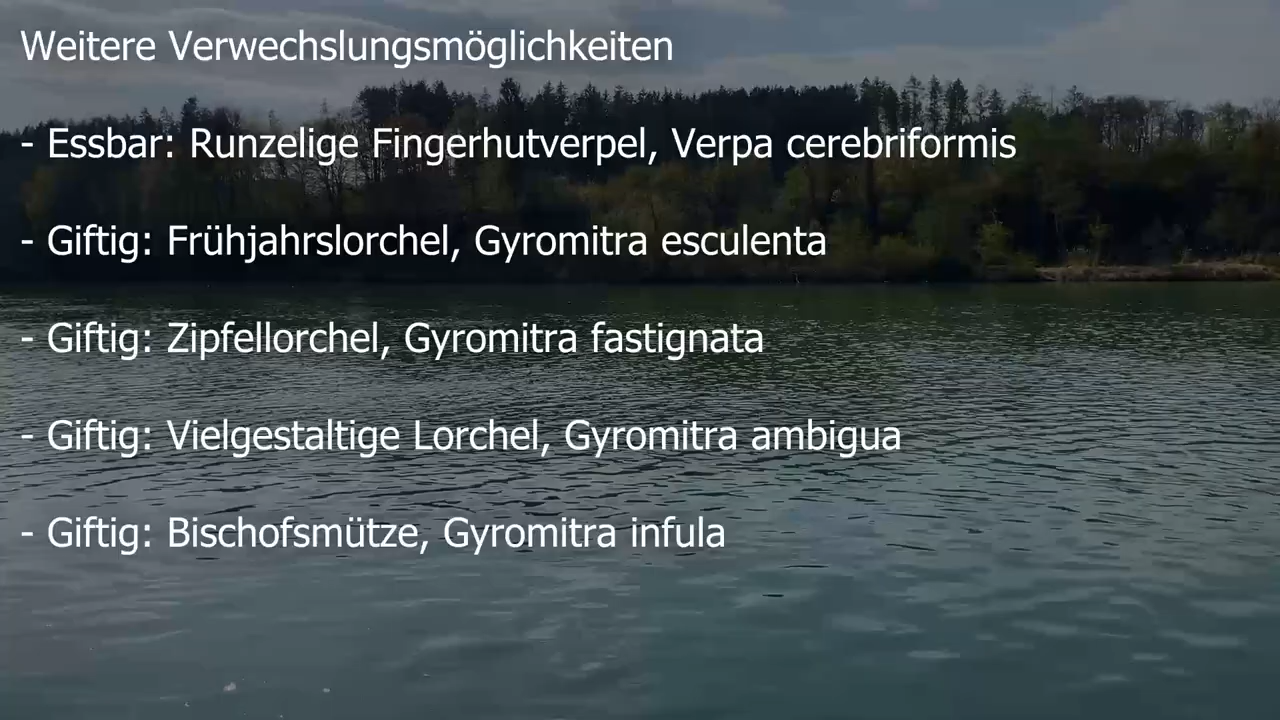 Weitere Verwechslungsmöglichkeiten
- Essbar: Runzelige Fingerhutverpel, Verpa cerebriformis
- Giftig: Frühjahrslorchel, Gyromitra esculenta
- Giftig: Zipfellorchel, Gyromitra fastignata
- Giftig: Vielgestaltige Lorchel, Gyromitra ambigua
- Giftig: Bischofsmütze, Gyromitra infula